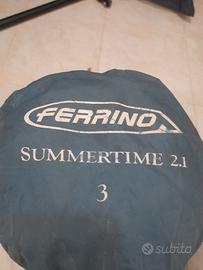 FERRINO
SUMMERTIME 2.1
3
subito